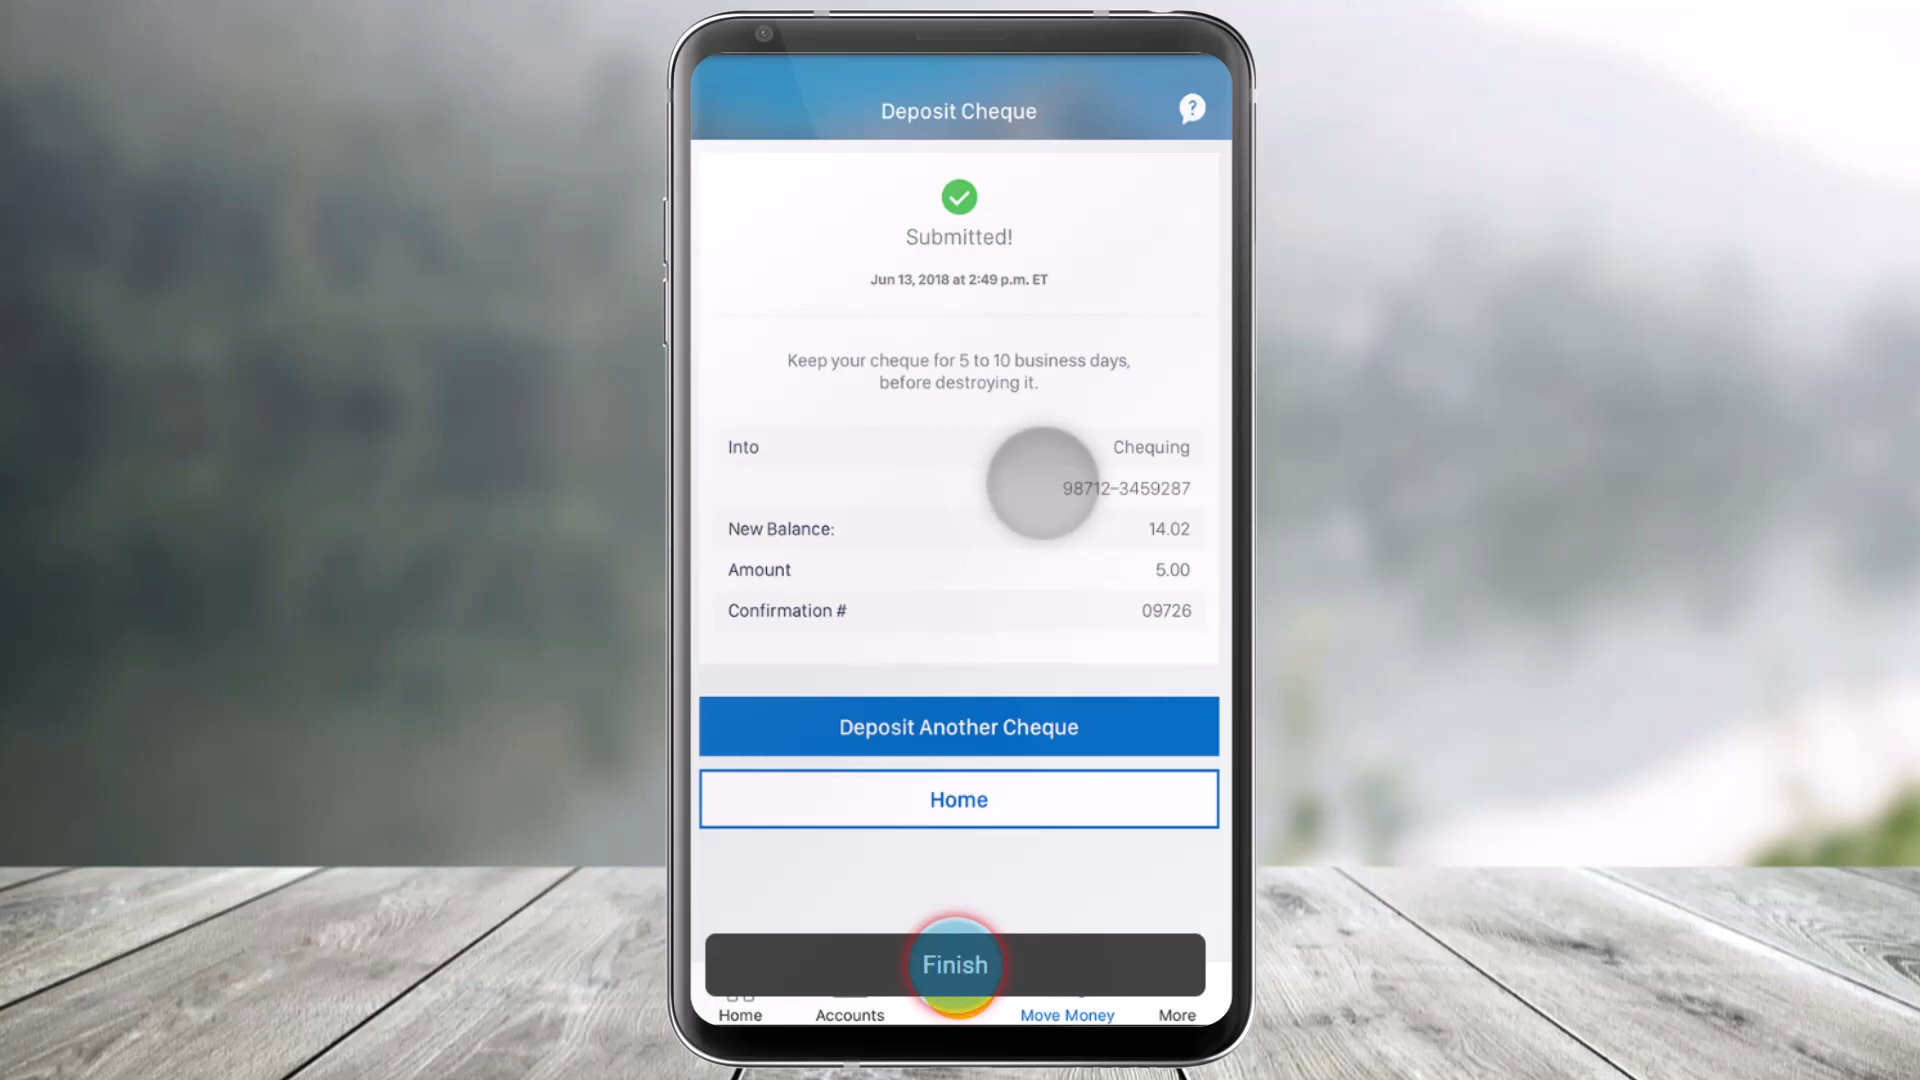 Deposit Cheque
?
Submitted!
Jun 13, 2018 at 2:49 p.m. ET
Keep your cheque for 5 to 10 business days,
before destroying it.
Into Chequing
98712-3459287
New Balance: 14.02
Amount 5.00
Confirmation # 09726
Deposit Another Cheque
Home
Finish
Home Accounts Move Money More